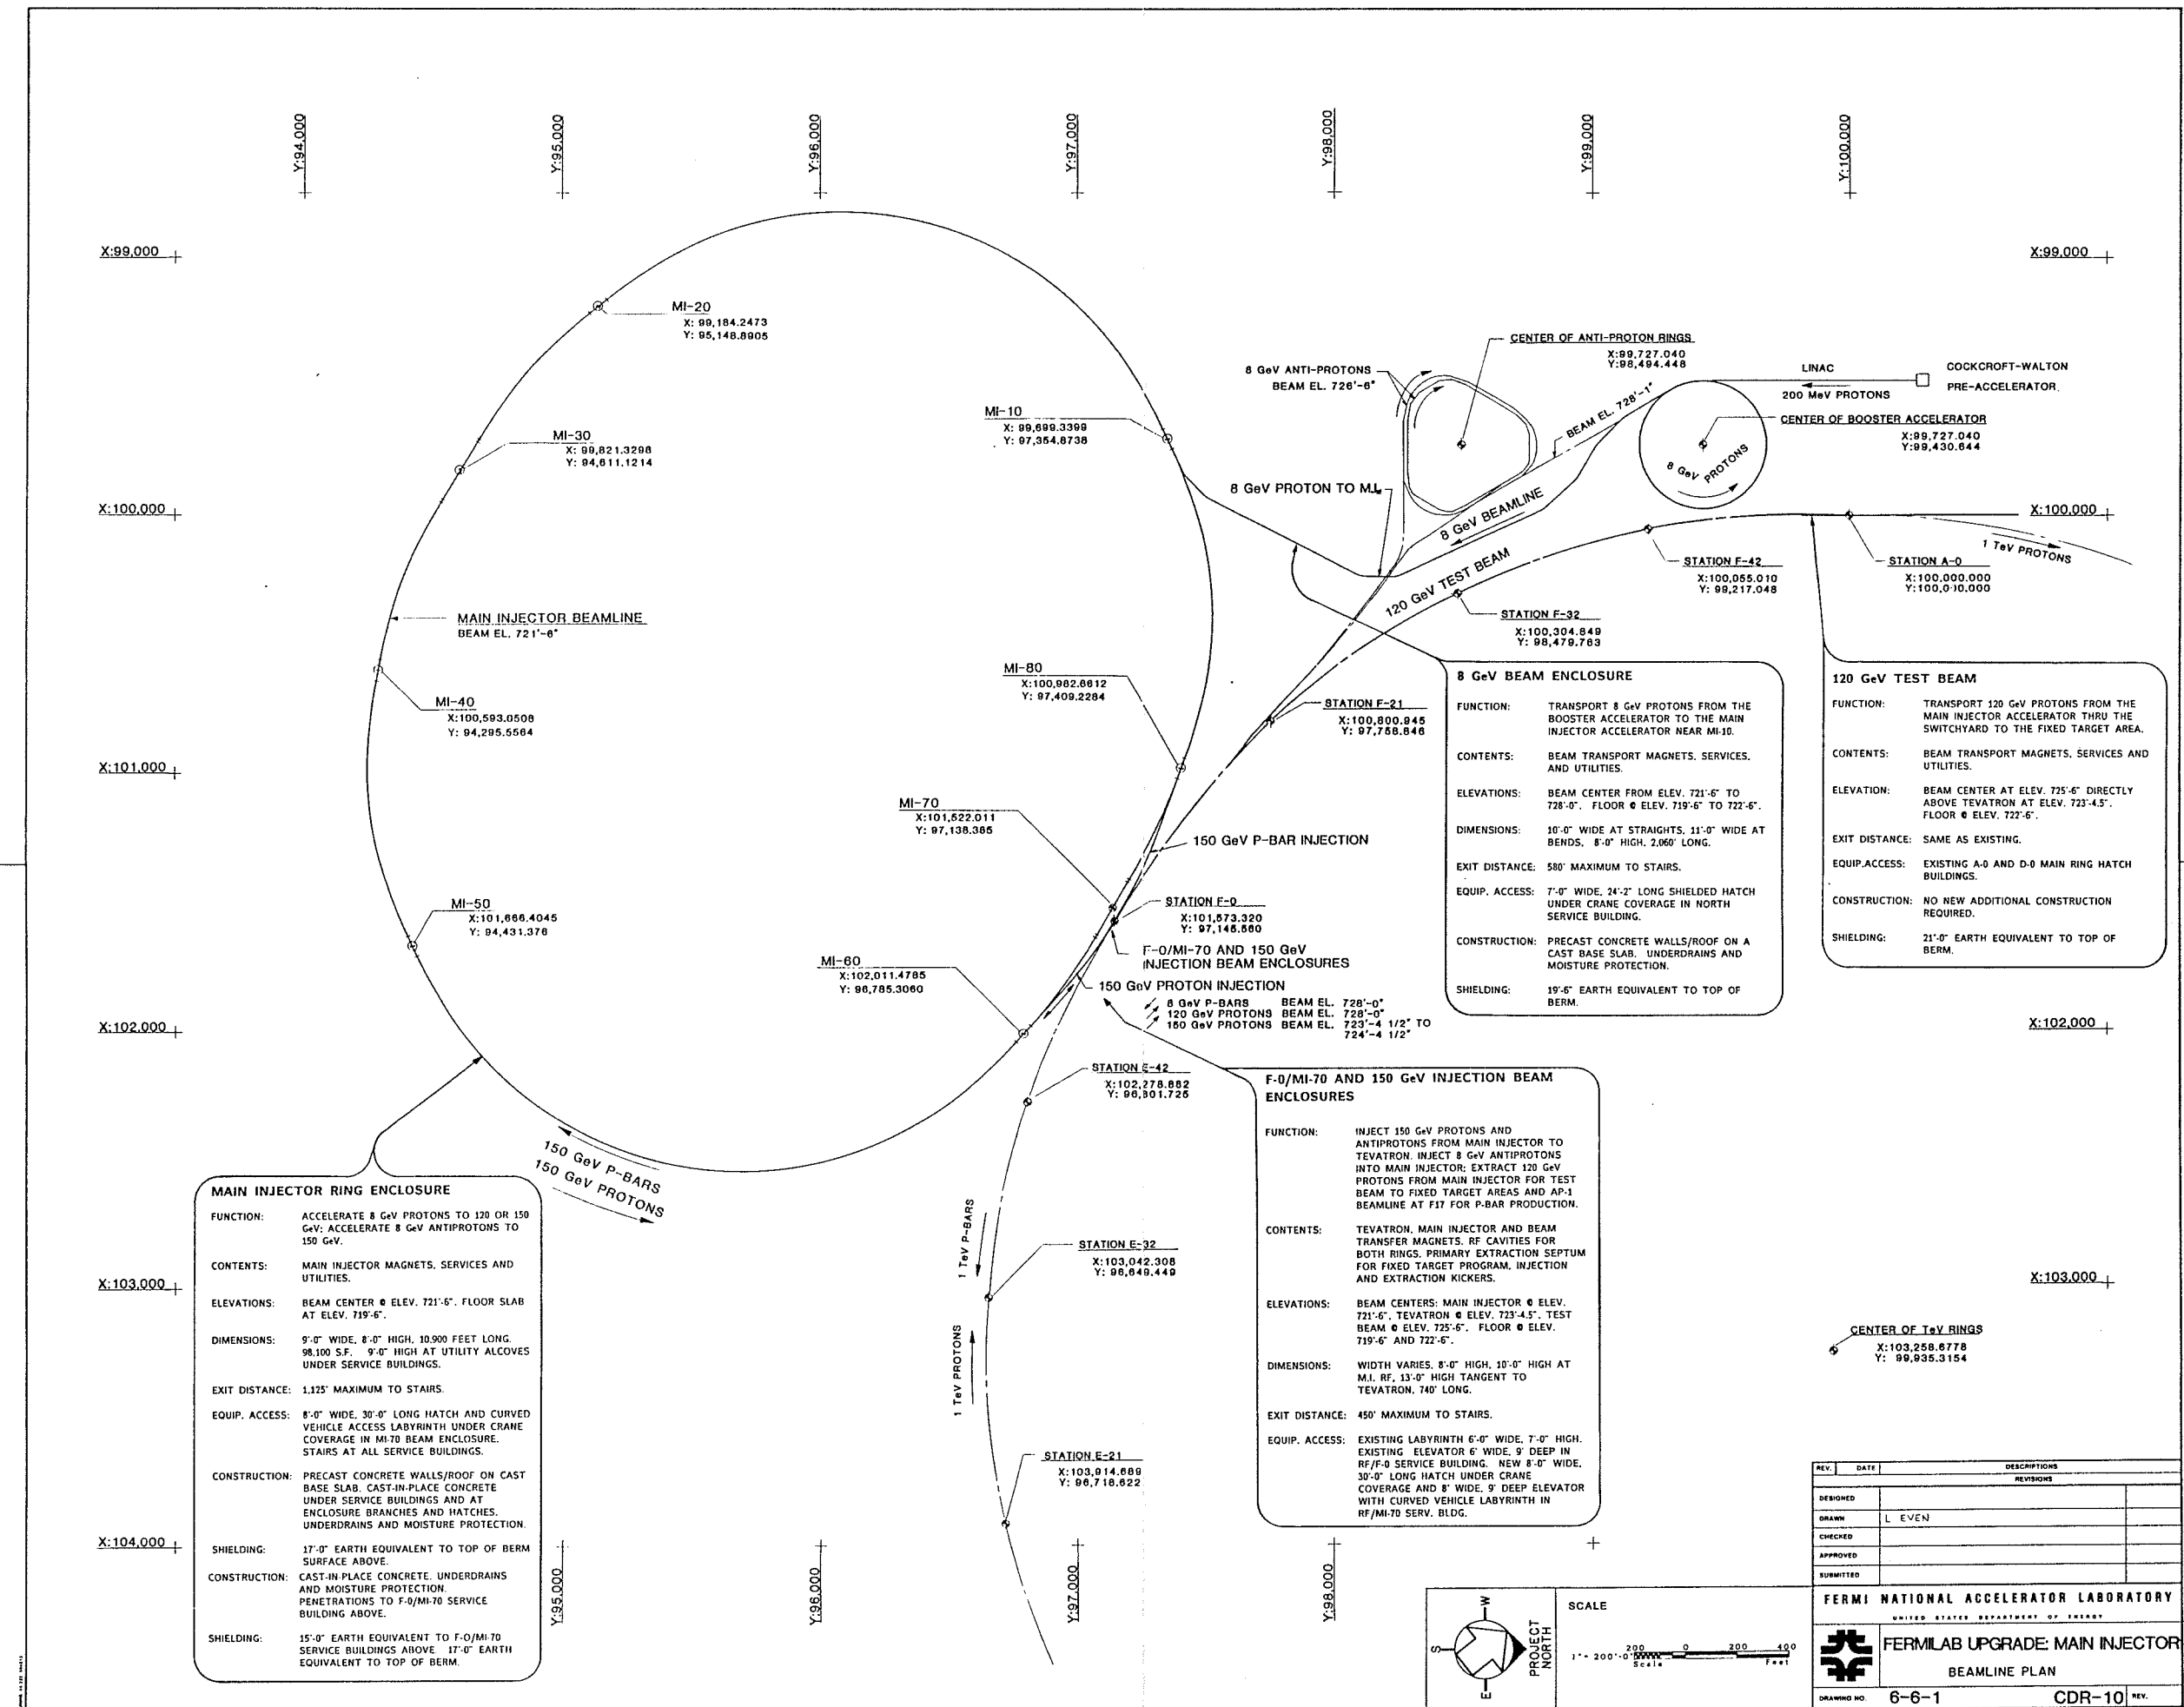 Y:94,000
Y:95,000
Y:96,000
Y:97,000
Y:98,000
Y:99,000
Y:100,000
X:99,000
X:99,000
MI-20
X: 99,184.2473
Y: 95,148.8905
CENTER OF ANTI-PROTON RINGS
X:99,727.040
Y:98,494.448
8 GeV ANTI-PROTONS
BEAM EL. 726'-6"
LINAC
200 MeV PROTONS
COCKCROFT-WALTON
PRE-ACCELERATOR.
BEAM EL. 728'-1"
CENTER OF BOOSTER ACCELERATOR
X:99,727.040
Y:99,430.644
8 GeV PROTONS
MI-10
X: 99,699.3399
Y: 97,354.8738
MI-30
X: 99,821.3298
Y: 94,611.1214
8 GeV PROTON TO M.I.
8 GeV BEAMLINE
X:100,000
X:100,000
1 TeV PROTONS
STATION F-42
X:100,055.010
Y: 99,217.048
STATION A-0
X:100,000.000
120 GeV TEST BEAM
STATION F-32
X:100,304.849
Y: 98,479.763
MAIN INJECTOR BEAMLINE
BEAM EL. 721'-6"
MI-80
X:100,982.6612
Y: 97,409.2284
MI-40
X:100,593.0508
Y: 94,295.5564
STATION F-21
X:100,800.945
Y: 97,758.846
X:101,000
MI-70
X:101,522.011
Y: 97,138.385
150 GeV P-BAR INJECTION
MI-50
X:101,666.4045
Y: 94,431.376
STATION F-0
X:101,573.320
Y: 97,146.560
F-0/MI-70 AND 150 GeV
INJECTION BEAM ENCLOSURES
MI-60
X:102,011.4785
Y: 96,785.3060
150 GeV PROTON INJECTION
8 GeV P-BARS BEAM EL. 728'-0"
120 GeV PROTONS BEAM EL. 728'-0"
150 GeV PROTONS BEAM EL. 723'-4 1/2" TO
724'-4 1/2"
X:102,000
X:102,000
STATION E-42
X:102,278.882
Y: 96,801.725
8 GeV BEAM ENCLOSURE
FUNCTION: TRANSPORT 8 GeV PROTONS FROM THE
BOOSTER ACCELERATOR TO THE MAIN
INJECTOR ACCELERATOR NEAR MI-10.
CONTENTS: BEAM TRANSPORT MAGNETS, SERVICES,
AND UTILITIES.
ELEVATIONS: BEAM CENTER FROM ELEV. 721'-6" TO
728'-0". FLOOR @ ELEV. 719'-6" TO 722'-6".
DIMENSIONS: 10'-0" WIDE AT STRAIGHTS, 11'-0" WIDE AT
BENDS, 8'-0" HIGH, 2,060' LONG.
EXIT DISTANCE: 580' MAXIMUM TO STAIRS.
EQUIP. ACCESS: 7'-0" WIDE, 24'-2" LONG SHIELDED HATCH
UNDER CRANE COVERAGE IN NORTH
SERVICE BUILDING.
CONSTRUCTION: PRECAST CONCRETE WALLS/ROOF ON A
CAST BASE SLAB. UNDERDRAINS AND
MOISTURE PROTECTION.
SHIELDING: 19'-6" EARTH EQUIVALENT TO TOP OF
BERM.
120 GeV TEST BEAM
FUNCTION: TRANSPORT 120 GeV PROTONS FROM THE
MAIN INJECTOR ACCELERATOR THRU THE
SWITCHYARD TO THE FIXED TARGET AREA.
CONTENTS: BEAM TRANSPORT MAGNETS, SERVICES AND
UTILITIES.
ELEVATION: BEAM CENTER AT ELEV. 725'-6" DIRECTLY
ABOVE TEVATRON AT ELEV. 723'-4.5".
FLOOR @ ELEV. 722'-6".
EXIT DISTANCE: SAME AS EXISTING.
EQUIP.ACCESS: EXISTING A-0 AND D-0 MAIN RING HATCH
BUILDINGS.
CONSTRUCTION: NO NEW ADDITIONAL CONSTRUCTION
REQUIRED.
SHIELDING: 21'-0" EARTH EQUIVALENT TO TOP OF
BERM.
150 GeV P-BARS
150 GeV PROTONS
MAIN INJECTOR RING ENCLOSURE
FUNCTION: ACCELERATE 8 GeV PROTONS TO 120 OR 150
GeV; ACCELERATE 8 GeV ANTIPROTONS TO
150 GeV.
CONTENTS: MAIN INJECTOR MAGNETS, SERVICES AND
UTILITIES.
ELEVATIONS: BEAM CENTER @ ELEV. 721'-6". FLOOR SLAB
AT ELEV. 719'-6".
DIMENSIONS: 9'-0" WIDE, 8'-0" HIGH, 10,900 FEET LONG.
98,100 S.F. 9'-0" HIGH AT UTILITY ALCOVES
UNDER SERVICE BUILDINGS.
EXIT DISTANCE: 1,125' MAXIMUM TO STAIRS.
EQUIP. ACCESS: 8'-0" WIDE, 30'-0" LONG HATCH AND CURVED
VEHICLE ACCESS LABYRINTH UNDER CRANE
COVERAGE IN MI-70 BEAM ENCLOSURE.
STAIRS AT ALL SERVICE BUILDINGS.
CONSTRUCTION: PRECAST CONCRETE WALLS/ROOF ON CAST
BASE SLAB. CAST-IN-PLACE CONCRETE
UNDER SERVICE BUILDINGS AND AT
ENCLOSURE BRANCHES AND HATCHES.
UNDERDRAINS AND MOISTURE PROTECTION.
SHIELDING: 17'-0" EARTH EQUIVALENT TO TOP OF BERM
SURFACE ABOVE.
CONSTRUCTION: CAST-IN-PLACE CONCRETE. UNDERDRAINS
AND MOISTURE PROTECTION.
PENETRATIONS TO F-0/MI-70 SERVICE
BUILDING ABOVE.
SHIELDING: 15'-0" EARTH EQUIVALENT TO F-O/MI-70
SERVICE BUILDINGS ABOVE. 17'-0" EARTH
EQUIVALENT TO TOP OF BERM.
F-0/MI-70 AND 150 GeV INJECTION BEAM
ENCLOSURES
FUNCTION: INJECT 150 GeV PROTONS AND
ANTIPROTONS FROM MAIN INJECTOR TO
TEVATRON. INJECT 8 GeV ANTIPROTONS
INTO MAIN INJECTOR; EXTRACT 120 GeV
PROTONS FROM MAIN INJECTOR FOR TEST
BEAM TO FIXED TARGET AREAS AND AP-1
BEAMLINE AT F17 FOR P-BAR PRODUCTION.
CONTENTS: TEVATRON, MAIN INJECTOR AND BEAM
TRANSFER MAGNETS. RF CAVITIES FOR
BOTH RINGS. PRIMARY EXTRACTION SEPTUM
FOR FIXED TARGET PROGRAM, INJECTION
AND EXTRACTION KICKERS.
ELEVATIONS: BEAM CENTERS: MAIN INJECTOR @ ELEV.
721'-6", TEVATRON @ ELEV. 723'-4.5", TEST
BEAM @ ELEV. 725'-6". FLOOR @ ELEV.
719'-6" AND 722'-6".
DIMENSIONS: WIDTH VARIES, 8'-0" HIGH, 10'-0" HIGH AT
M.I. RF, 13'-0" HIGH TANGENT TO
TEVATRON, 740' LONG.
EXIT DISTANCE: 450' MAXIMUM TO STAIRS.
EQUIP. ACCESS: EXISTING LABYRINTH 6'-0" WIDE, 7'-0" HIGH.
EXISTING ELEVATOR 6' WIDE, 9' DEEP IN
RF/F-0 SERVICE BUILDING. NEW 8'-0" WIDE,
30'-0" LONG HATCH UNDER CRANE
COVERAGE AND 8' WIDE, 9' DEEP ELEVATOR
WITH CURVED VEHICLE LABYRINTH IN
RF/MI-70 SERV. BLDG.
1 TeV P-BARS
1 TeV PROTONS
STATION E-32
X:103,042.308
Y: 96,649.449
X:103,000
X:103,000
CENTER OF TeV RINGS
X:103,258.6778
Y: 99,935.3154
STATION E-21
X:103,914.689
Y: 96,718.622
X:104,000
Y:95,000
Y:96,000
Y:97,000
Y:98,000
W
S
E
PROJECT
NORTH
SCALE
1"= 200'-0"
200 0 200 400
Scale Feet
REV. DATE DESCRIPTIONS
REVISIONS
DESIGNED
DRAWN L EVEN
CHECKED
APPROVED
SUBMITTED
FERMI NATIONAL ACCELERATOR LABORATORY
UNITED STATES DEPARTMENT OF ENERGY
FERMILAB UPGRADE: MAIN INJECTOR
BEAMLINE PLAN
DRAWING NO. 6-6-1 CDR-10 REV.